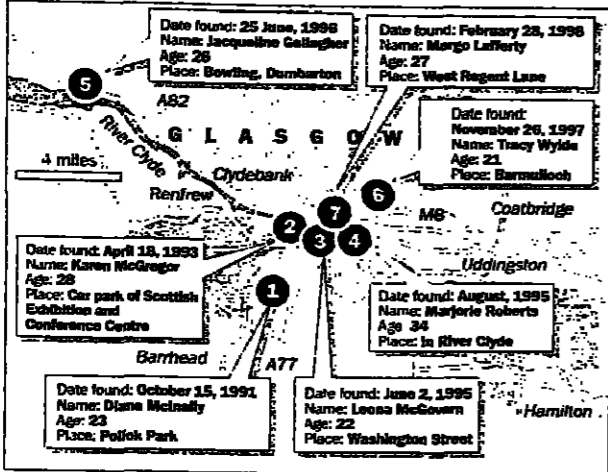 Date found: 25 June, 1996
Name: Jacqueline Gallagher
Age: 26
Place: Bowling, Dumbarton
Date found: February 28, 1998
Name: Margo Lafferty
Age: 27
Place: West Regent Lane
5
A82
GLASGOW
Date found:
November 26, 1997
Name: Tracy Wylde
Age: 21
Place: Barmulloch
River Clyde
4 miles
Clydebank
Renfrew
6
7
M8
Coatbridge
2
3
4
Uddingston
Date found: April 18, 1993
Name: Karen McGregor
Age: 28
Place: Car park of Scottish
Exhibition and
Conference Centre
1
Date found: August, 1995
Name: Marjorie Roberts
Age 34
Place: In River Clyde
Barrhead
A77
Date found: October 15, 1991
Name: Diane McInally
Age: 23
Place: Pollok Park
Date found: June 2, 1995
Name: Leona McGovern
Age: 22
Place: Washington Street
Hamilton